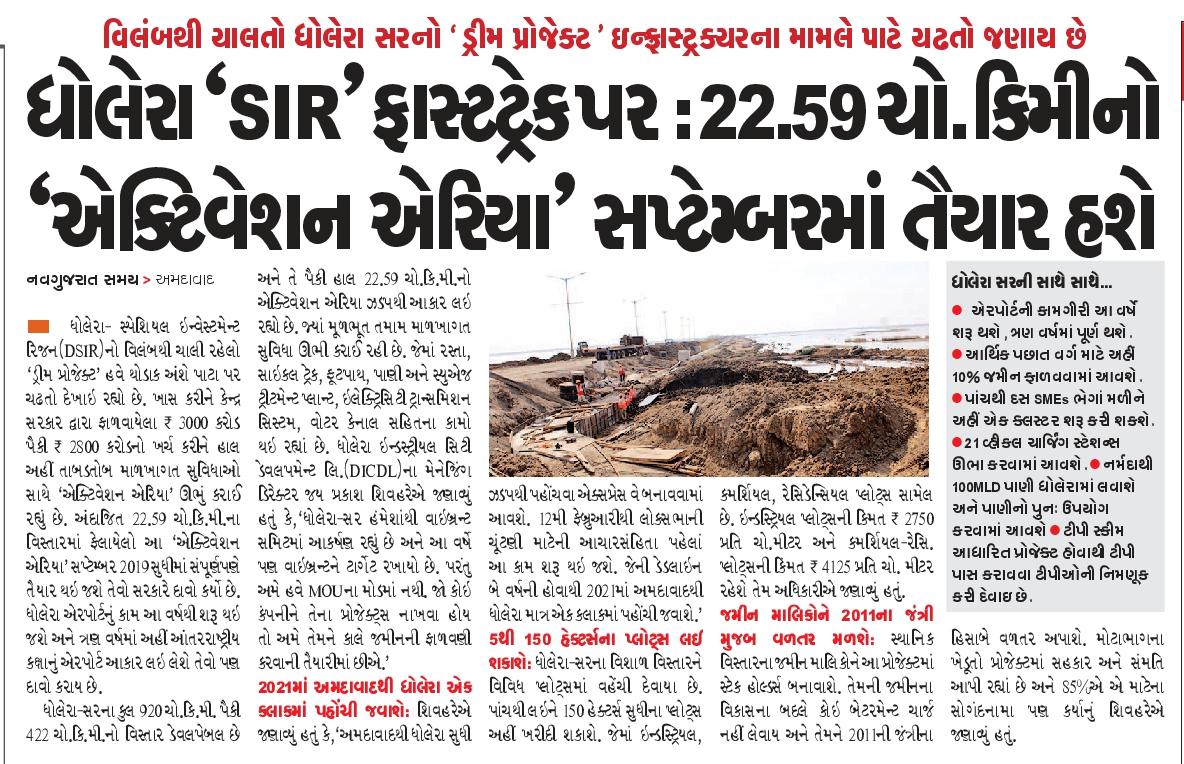 વિલંબથી ચાલતો ધોલેરા સરનો ‘ ડ્રીમ પ્રોજેક્ટ ’ ઇન્ફ્રાસ્ટ્રક્ચરના મામલે પાટે ચઢતો જણાય છે
ધોલેરા ‘SIR’ ફાસ્ટટ્રેક પર : 22.59 ચો. કિમીનો
‘એક્ટિવેશન એરિયા’ સપ્ટેમ્બરમાં તૈયાર હશે
નવગુજરાત સમય > અમદાવાદ
ધોલેરા- સ્પેશિયલ ઇન્વેસ્ટમેન્ટ
રિજન(DSIR)નો વિલંબથી ચાલી રહેલો
‘ડ્રીમ પ્રોજેક્ટ’ હવે થોડાક અંશે પાટા પર
ચઢતો દેખાઈ રહ્યો છે. ખાસ કરીને કેન્દ્ર
સરકાર દ્વારા ફાળવાયેલા ₹ 3000 કરોડ
પૈકી ₹ 2800 કરોડનો ખર્ચ કરીને હાલ
અહીં તાબડતોબ માળખાગત સુવિધાઓ
સાથે ‘એક્ટિવેશન એરિયા’ ઊભું કરાઈ
રહ્યું છે. અંદાજિત 22.59 ચો.કિ.મી.ના
વિસ્તારમાં ફેલાયેલો આ ‘એક્ટિવેશન
એરિયા’ સપ્ટેમ્બર 2019 સુધીમાં સંપૂર્ણપણે
તૈયાર થઇ જશે તેવો સરકારે દાવો કર્યો છે.
ધોલેરા એરપોર્ટનું કામ આ વર્ષથી શરૂ થઇ
જશે અને ત્રણ વર્ષમાં અહીં આંતરરાષ્ટ્રીય
કક્ષાનું એરપોર્ટ આકાર લઇ લેશે તેવો પણ
દાવો કરાય છે.
ધોલેરા-સરના કુલ 920 ચો.કિ.મી. પૈકી
422 ચો.કિ.મી.નો વિસ્તાર ડેવલપેબલ છે
અને તે પૈકી હાલ 22.59 ચો.કિ.મી.નો
એક્ટિવેશન એરિયા ઝડપથી આકાર લઇ
રહ્યો છે. જ્યાં મૂળભૂત તમામ માળખાગત
સુવિધા ઊભી કરાઈ રહી છે. જેમાં રસ્તા,
સાઇકલ ટ્રેક, ફૂટપાથ, પાણી અને સ્યુએજ
ટ્રીટમેન્ટ પ્લાન્ટ, ઇલેક્ટ્રિસિટી ટ્રાન્સમિશન
સિસ્ટમ, વોટર કેનાલ સહિતના કામો
થઇ રહ્યાં છે. ધોલેરા ઇન્ડસ્ટ્રીયલ સિટી
ડેવલપમેન્ટ લિ.(DICDL)ના મેનેજિંગ
ડિરેક્ટર જય પ્રકાશ શિવહરેએ જણાવ્યું
હતું કે,‘ધોલેરા-સર હંમેશાંથી વાઇબ્રન્ટ
સમિટમાં આકર્ષણ રહ્યું છે અને આ વર્ષે
પણ વાઇબ્રન્ટને ટાર્ગેટ રખાયો છે. પરંતુ
અમે હવે MOUના મોડમાં નથી. જો કોઈ
કંપનીને તેના પ્રોજેક્ટ્સ નાખવા હોય
તો અમે તેમને કાલે જમીનની ફાળવણી
કરવાની તૈયારીમાં છીએ.’
2021માં અમદાવાદથી ધોલેરા એક
ક્લાકમાં પહોંચી જવાશે: શિવહરેએ
જણાવ્યું હતું કે,‘અમદાવાદથી ધોલેરા સુધી
ઝડપથી પહોંચવા એક્સપ્રેસ વે બનાવવામાં
આવશે. 12મી ફેબ્રુઆરીથી લોકસભાની
ચૂંટણી માટેની આચારસંહિતા પહેલાં
આ કામ શરૂ થઇ જશે. જેની ડેડલાઇન
બે વર્ષની હોવાથી 2021માં અમદાવાદથી
ધોલેરા માત્ર એક ક્લાકમાં પહોંચી જવાશે.’
5થી 150 હેક્ટર્સના પ્લોટ્સ લઈ
શકાશે: ધોલેરા-સરના વિશાળ વિસ્તારને
વિવિધ પ્લોટ્સમાં વહેંચી દેવાયા છે.
પાંચથી લઇને 150 હેક્ટર્સ સુધીના પ્લોટ્સ
અહીં ખરીદી શકાશે. જેમાં ઇન્ડસ્ટ્રિયલ,
કમર્શિયલ, રેસિડેન્સિયલ પ્લોટ્સ સામેલ
છે. ઇન્ડસ્ટ્રિયલ પ્લોટ્સની કિંમત ₹ 2750
પ્રતિ ચો.મીટર અને કમર્શિયલ-રેસિ.
પ્લોટ્સની કિંમત ₹ 4125 પ્રતિ ચો. મીટર
રહેશે તેમ અધિકારીએ જણાવ્યું હતું.
જમીન માલિકોને 2011ના જંત્રી
મુજબ વળતર મળશે: સ્થાનિક
વિસ્તારના જમીન માલિકોને આ પ્રોજેક્ટમાં
સ્ટેક હોલ્ડર્સ બનાવાશે. તેમની જમીનના
વિકાસના બદલે કોઇ બેટરમેન્ટ ચાર્જ
નહીં લેવાય અને તેમને 2011ની જંત્રીના
ધોલેરા સરની સાથે સાથે...
● એરપોર્ટની કામગીરી આ વર્ષે
શરૂ થશે , ત્રણ વર્ષમાં પૂર્ણ થશે .
● આર્થિક પછાત વર્ગ માટે અહીં
10% જમીન ફાળવવામાં આવશે .
● પાંચથી દસ SMEs ભેગાં મળીને
અહીં એક ક્લસ્ટર શરૂ કરી શકશે .
● 21 વ્હીકલ ચાર્જિંગ સ્ટેશન્સ
ઊભા કરવામાં આવશે . ● નર્મદાથી
100MLD પાણી ધોલેરામાં લવાશે
અને પાણીનો પુનઃ ઉપયોગ
કરવામાં આવશે ● ટીપી સ્કીમ
આધારિત પ્રોજેક્ટ હોવાથી ટીપી
પાસ કરાવવા ટીપીઓની નિમણૂક
કરી દેવાઇ છે .
હિસાબે વળતર અપાશે. મોટાભાગના
ખેડૂતો પ્રોજેક્ટમાં સહકાર અને સંમતિ
આપી રહ્યાં છે અને 85%એ એ માટેના
સોગંદનામા પણ કર્યાનું શિવહરેએ
જણાવ્યું હતું.